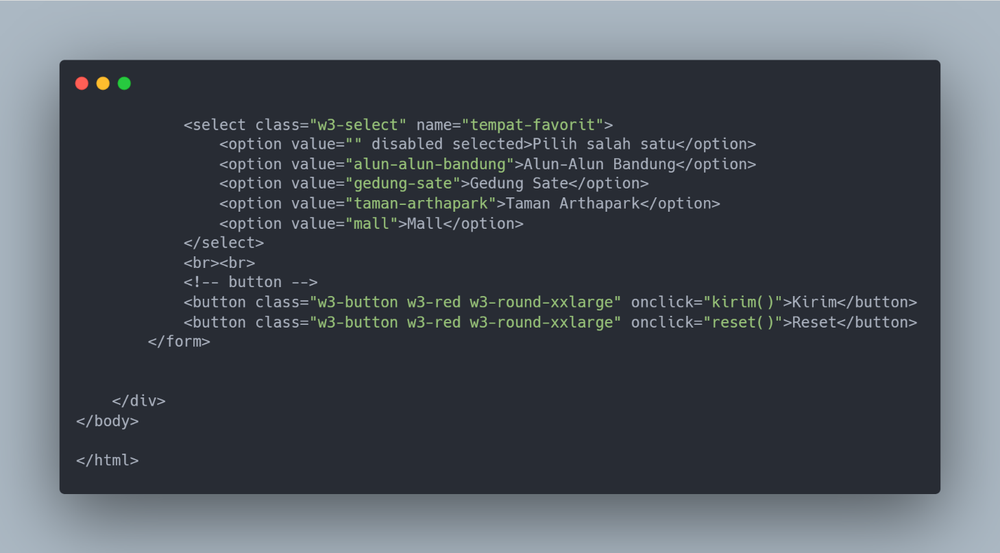 <select class="w3-select" name="tempat-favorit">
<option value="" disabled selected>Pilih salah satu</option>
<option value="alun-alun-bandung">Alun-Alun Bandung</option>
<option value="gedung-sate">Gedung Sate</option>
<option value="taman-arthapark">Taman Arthapark</option>
<option value="mall">Mall</option>
</select>
<br><br>
<!-- button -->
<button class="w3-button w3-red w3-round-xxlarge" onclick="kirim()">Kirim</button>
<button class="w3-button w3-red w3-round-xxlarge" onclick="reset()">Reset</button>
</form>
</div>
</body>
</html>